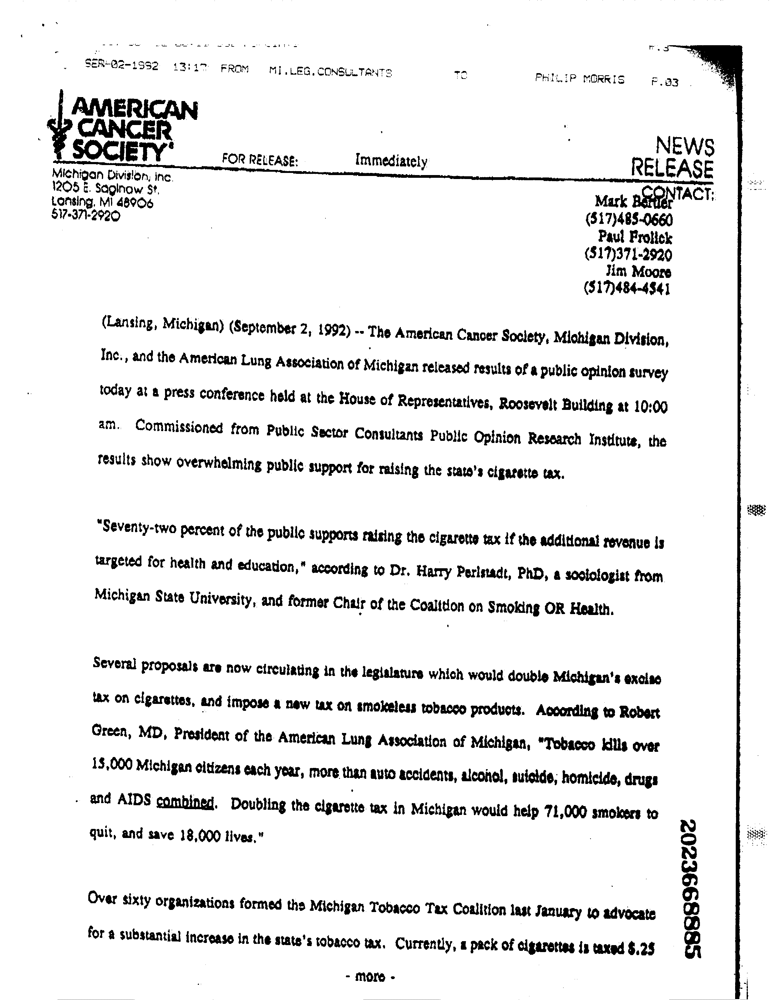 SEP-02-1992 13:17 FROM MI.LEG.CONSULTANTS TO PHILIP MORRIS P.03
AMERICAN
CANCER
SOCIETY
FOR RELEASE: Immediately
NEWS
RELEASE
Michigan Division, Inc.
1205 E. Saginaw St.
Lansing, MI 48906
517-371-2920
CONTACT:
Mark
(517)485-0660
Paul Frolick
(517)371-2920
Jim Moore
(517)484-4541
(Lansing, Michigan) (September 2, 1992) -- The American Cancer Society, Michigan Division,
Inc., and the American Lung Association of Michigan released results of a public opinion survey
today at a press conference held at the House of Representatives, Roosevelt Building at 10:00
am. Commissioned from Public Sector Consultants Public Opinion Research Institute, the
results show overwhelming public support for raising the state's cigarette tax.
"Seventy-two percent of the public supports raising the cigarette tax if the additional revenue is
targeted for health and education," according to Dr. Harry Perlstadt, PhD, a sociologist from
Michigan State University, and former Chair of the Coalition on Smoking OR Health.
Several proposals are now circulating in the legislature which would double Michigan's excise
tax on cigarettes, and impose a new tax on smokeless tobacco products. According to Robert
Green, MD, President of the American Lung Association of Michigan, "Tobacco kills over
15,000 Michigan citizens each year, more than auto accidents, alcohol, suicide, homicide, drugs
and AIDS combined. Doubling the cigarette tax in Michigan would help 71,000 smokers to
quit, and save 18,000 lives."
Over sixty organizations formed the Michigan Tobacco Tax Coalition last January to advocate
for a substantial increase in the state's tobacco tax. Currently, a pack of cigarettes is taxed $.25
- more -
2023668885